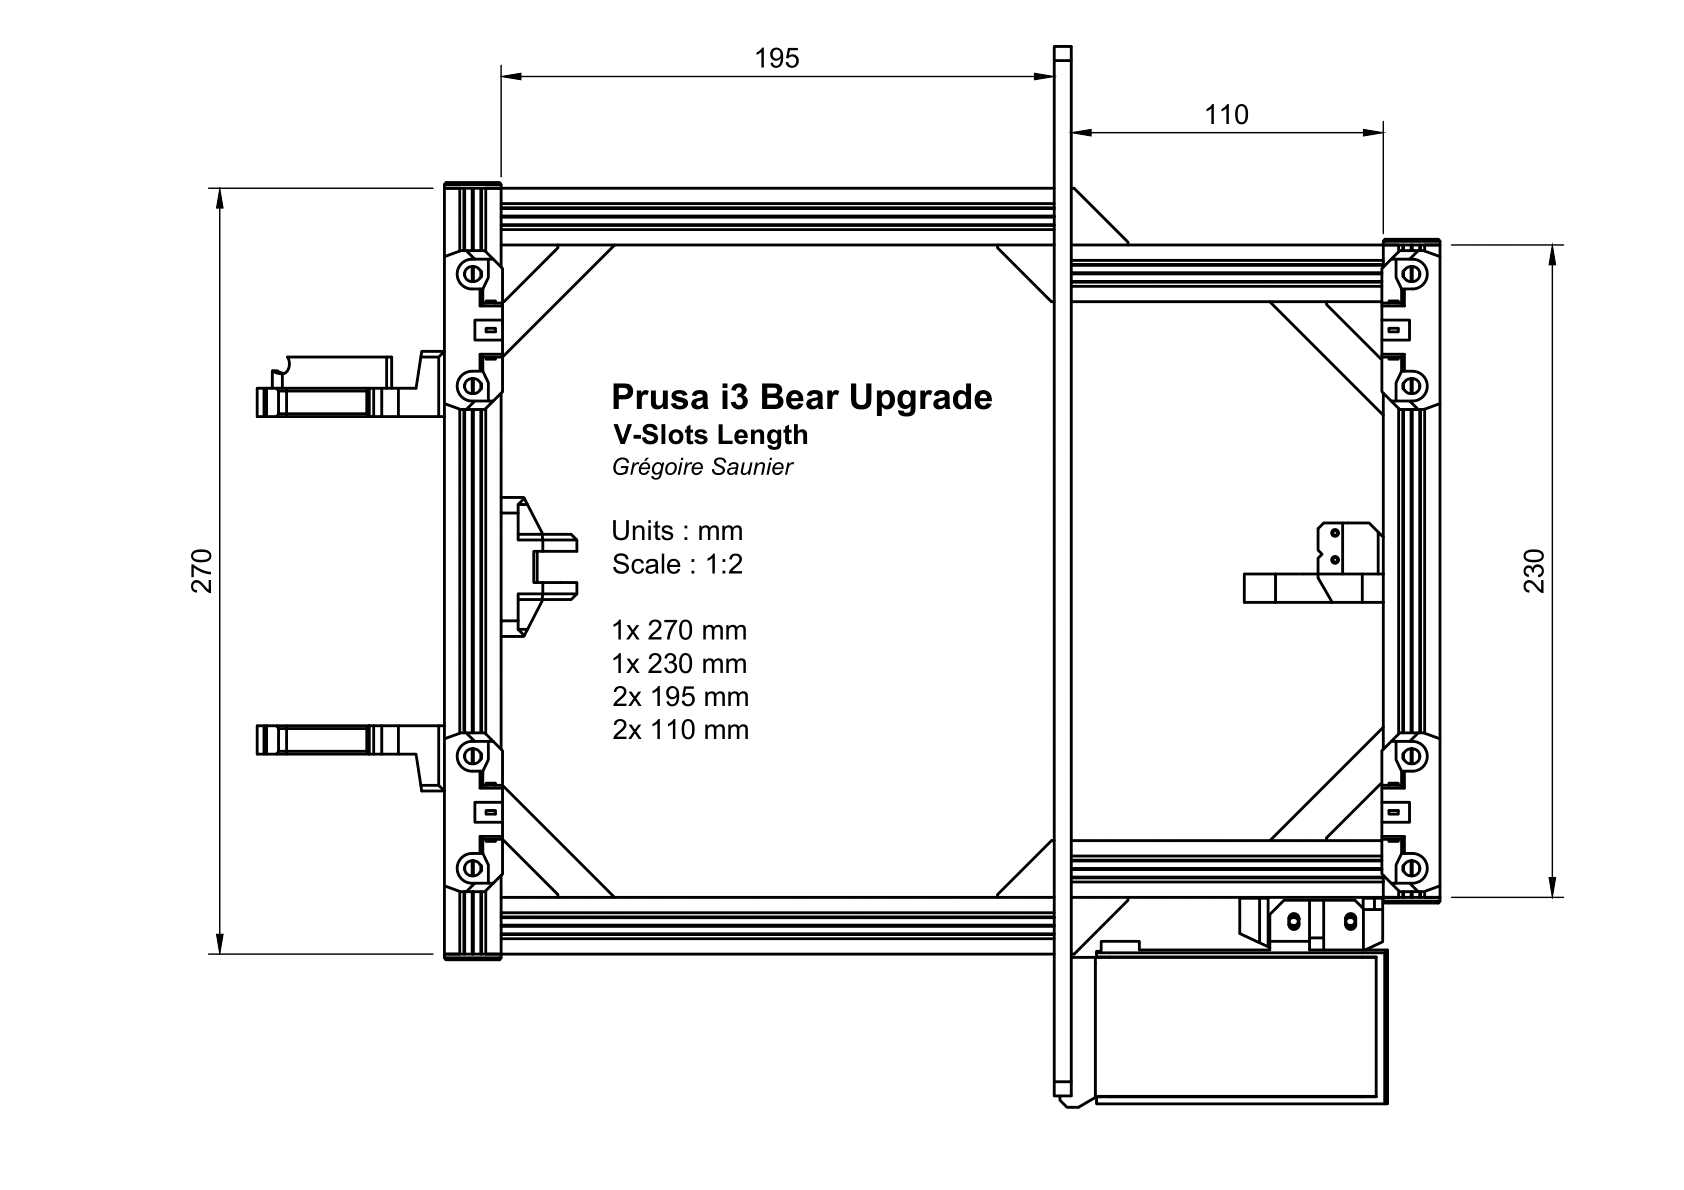 195
110
Prusa i3 Bear Upgrade
V-Slots Length
Grégoire Saunier
Units : mm
Scale : 1:2
270
230
1x 270 mm
1x 230 mm
2x 195 mm
2x 110 mm